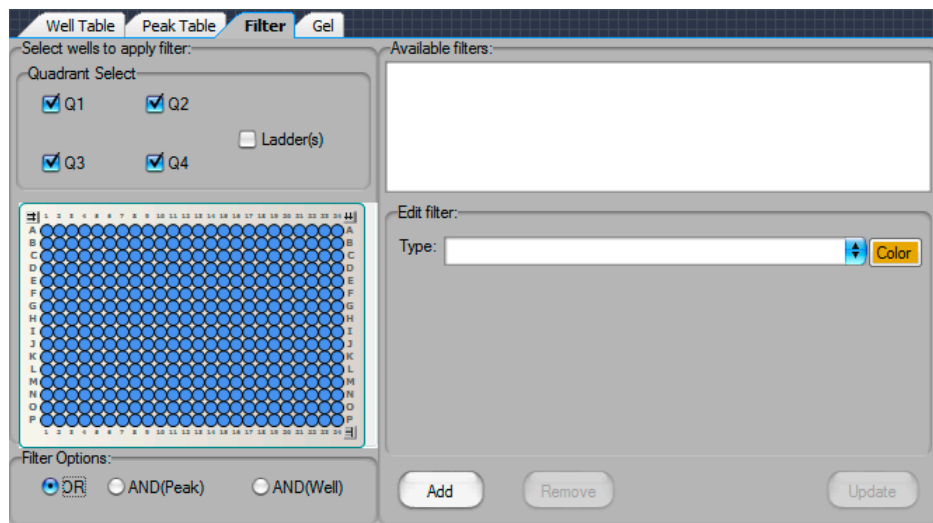 Well Table Peak Table Filter Gel
Select wells to apply filter:
Quadrant Select
Q1 Q2
Ladder(s)
Q3 Q4
A A
B B
C C
D D
E E
F F
G G
H H
I I
J J
K K
L L
M M
N N
O O
P P
Filter Options:
OR AND(Peak) AND(Well)
Available filters:
Edit filter:
Type: Color
Add Remove Update